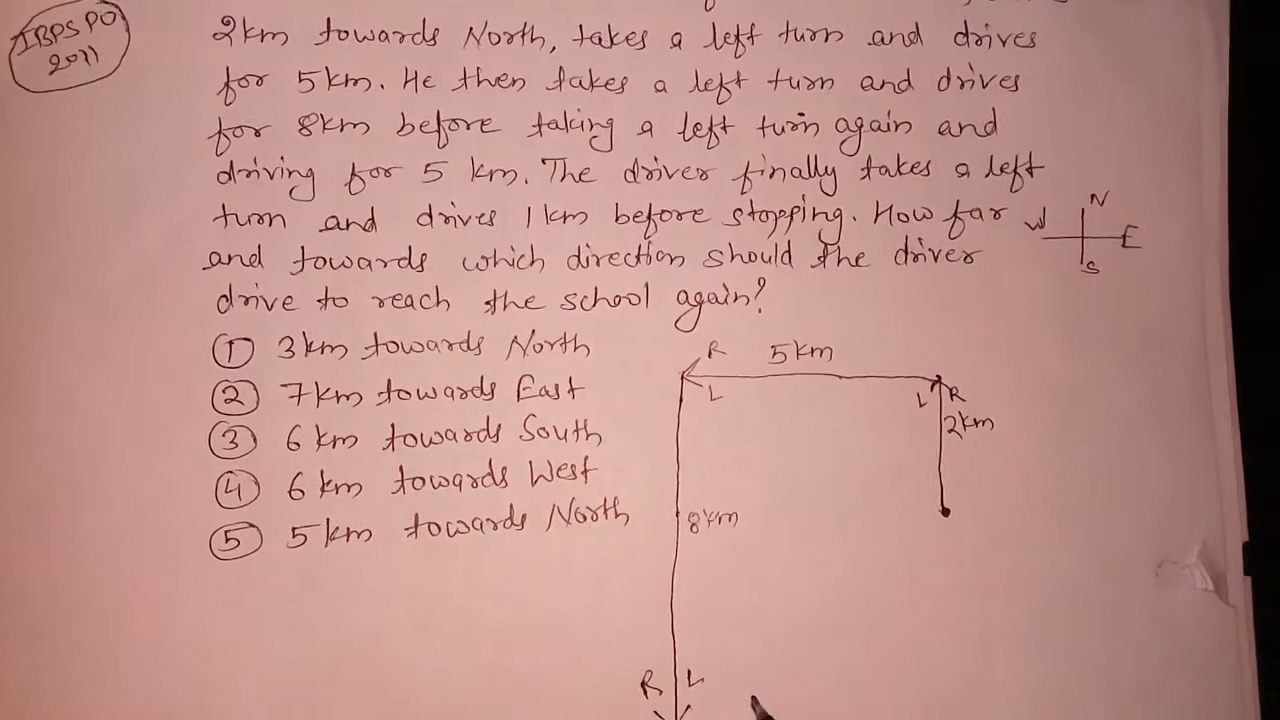 IBPS PO
2011
2km towards North, takes a left turn and drives
for 5km. He then takes a left turn and drives
for 8km before taking a left turn again and
driving for 5 km. The driver finally takes a left
turn and drives 1km before stopping. How far
and towards which direction should the driver
drive to reach the school again?
N
W
E
S
① 3km towards North
② 7km towards East
③ 6 km towards South
④ 6 km towards West
⑤ 5 km towards North
R 5km
L
L R
2km
8km
R L